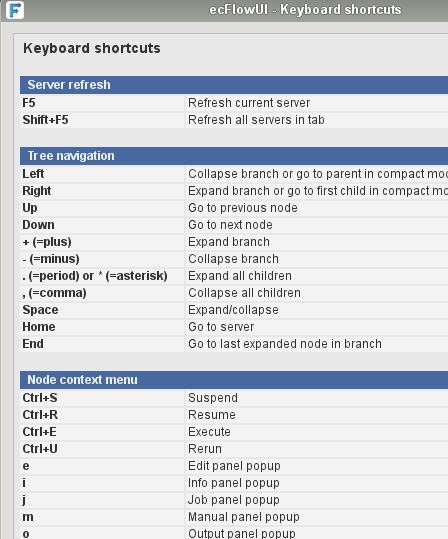 ecFlowUI - Keyboard shortcuts
Keyboard shortcuts
Server refresh
F5 Refresh current server
Shift+F5 Refresh all servers in tab
Tree navigation
Left Collapse branch or go to parent in compact
Right Expand branch or go to first child in compact
Up Go to previous node
Down Go to next node
+ (=plus) Expand branch
- (=minus) Collapse branch
. (=period) or * (=asterisk) Expand all children
, (=comma) Collapse all children
Space Expand/collapse
Home Go to server
End Go to last expanded node in branch
Node context menu
Ctrl+S Suspend
Ctrl+R Resume
Ctrl+E Execute
Ctrl+U Rerun
e Edit panel popup
i Info panel popup
j Job panel popup
m Manual panel popup
o Output panel popup